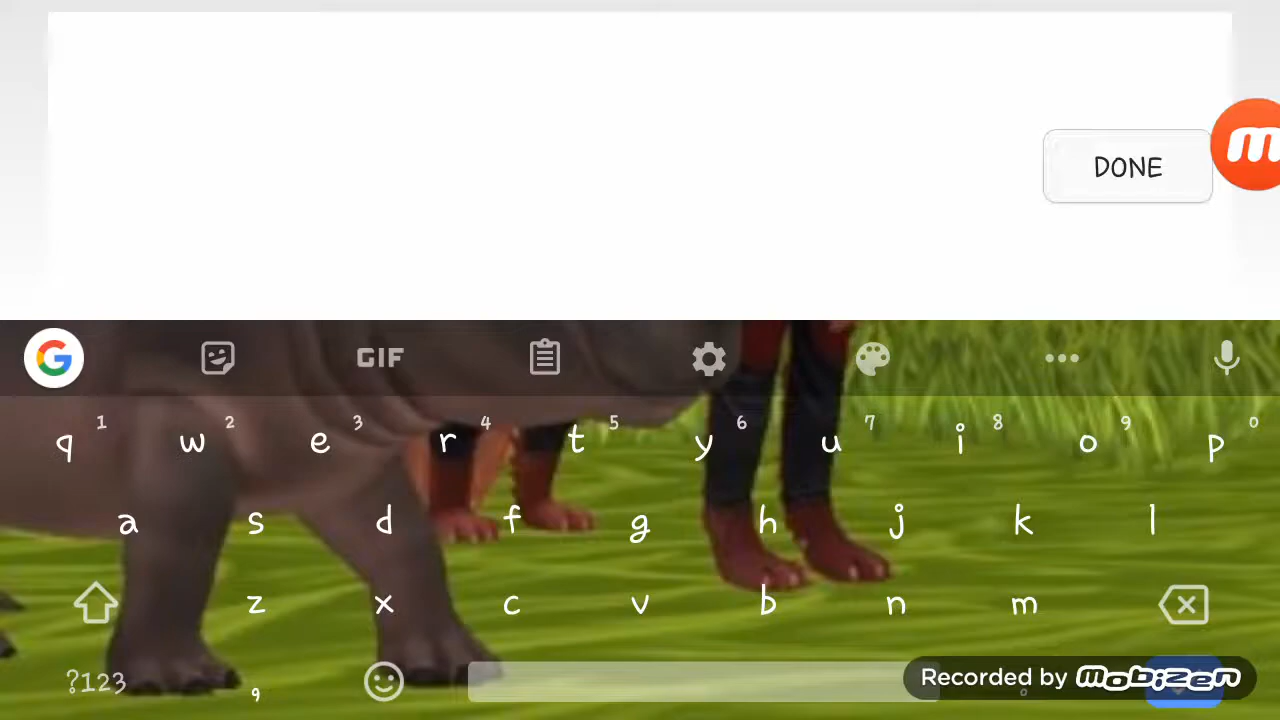 DONE
m
G GIF
1 2 3 4 5 6 7 8 9 0
q w e r t y u i o p
a s d f g h j k l
z x c v b n m
?123 ,
Recorded by mobizen